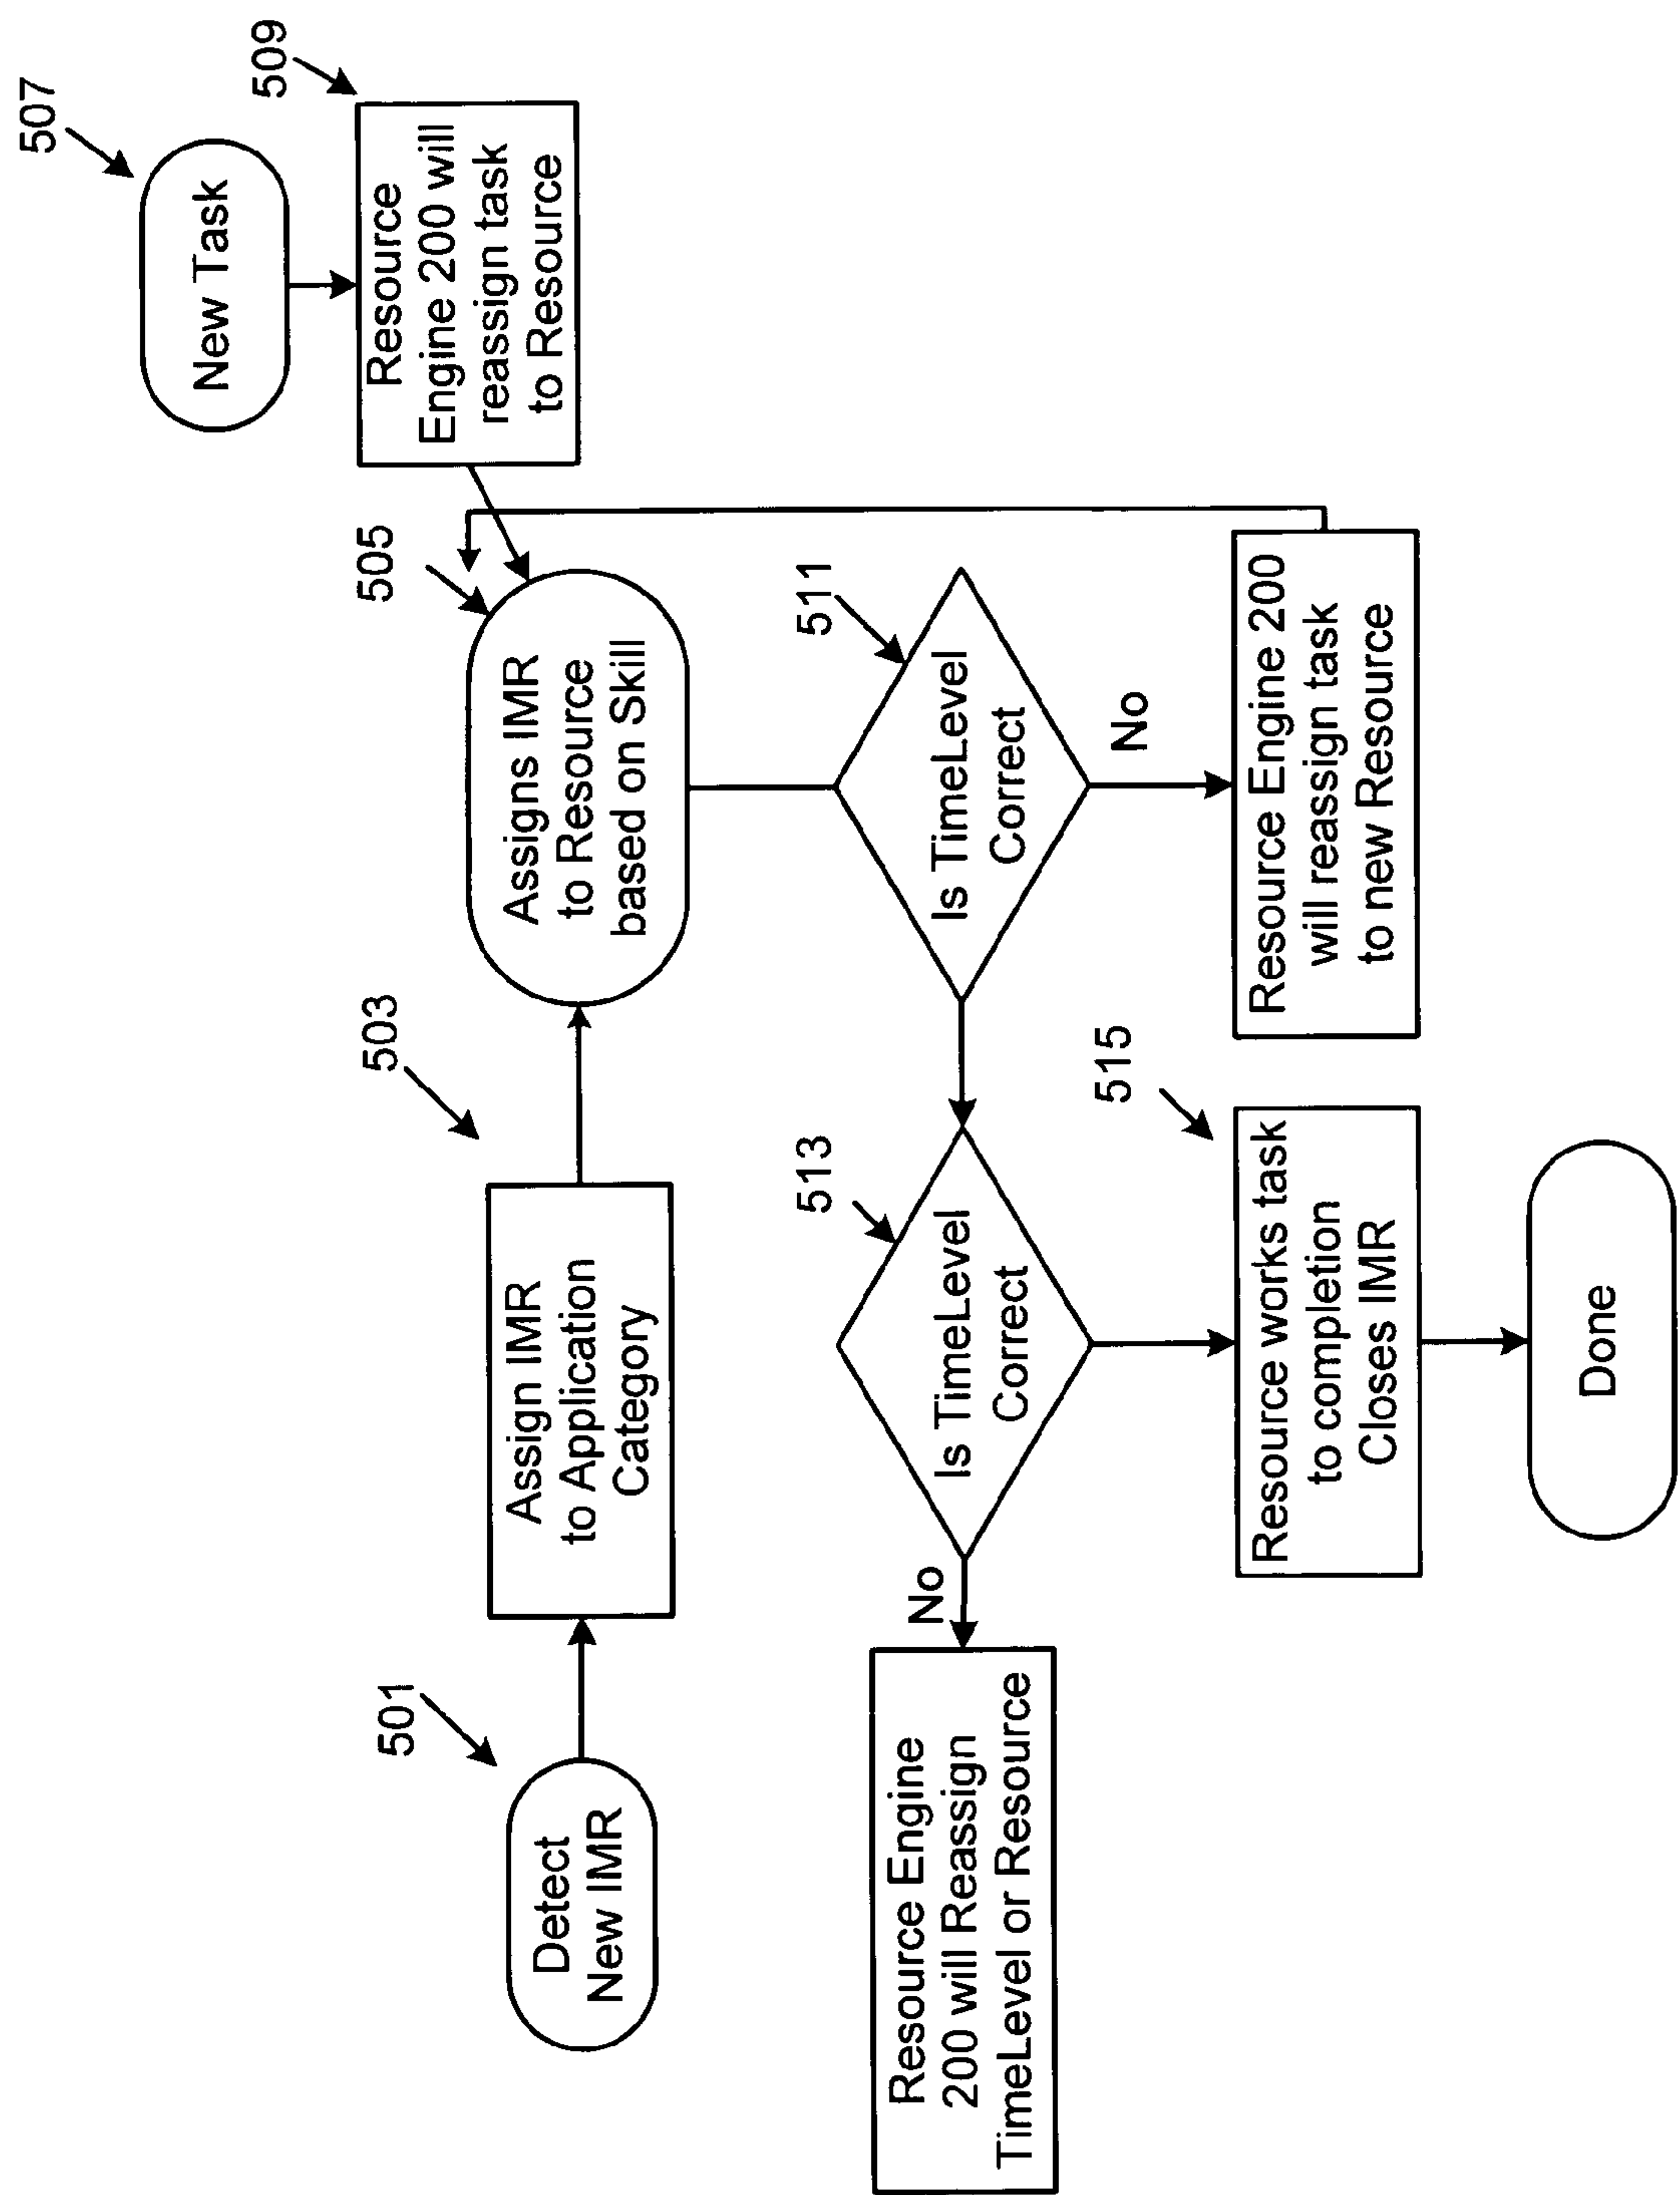 507
New Task
509
Resource
Engine 200 will
reassign task
to Resource
501
Detect
New IMR
503
Assign IMR
to Application
Category
505
Assigns IMR
to Resource
based on Skill
Resource Engine
200 will Reassign
TimeLevel or Resource
No
513
Is TimeLevel
Correct
511
Is TimeLevel
Correct
No
515
Resource works task
to completion
Closes IMR
Resource Engine 200
will reassign task
to new Resource
Done